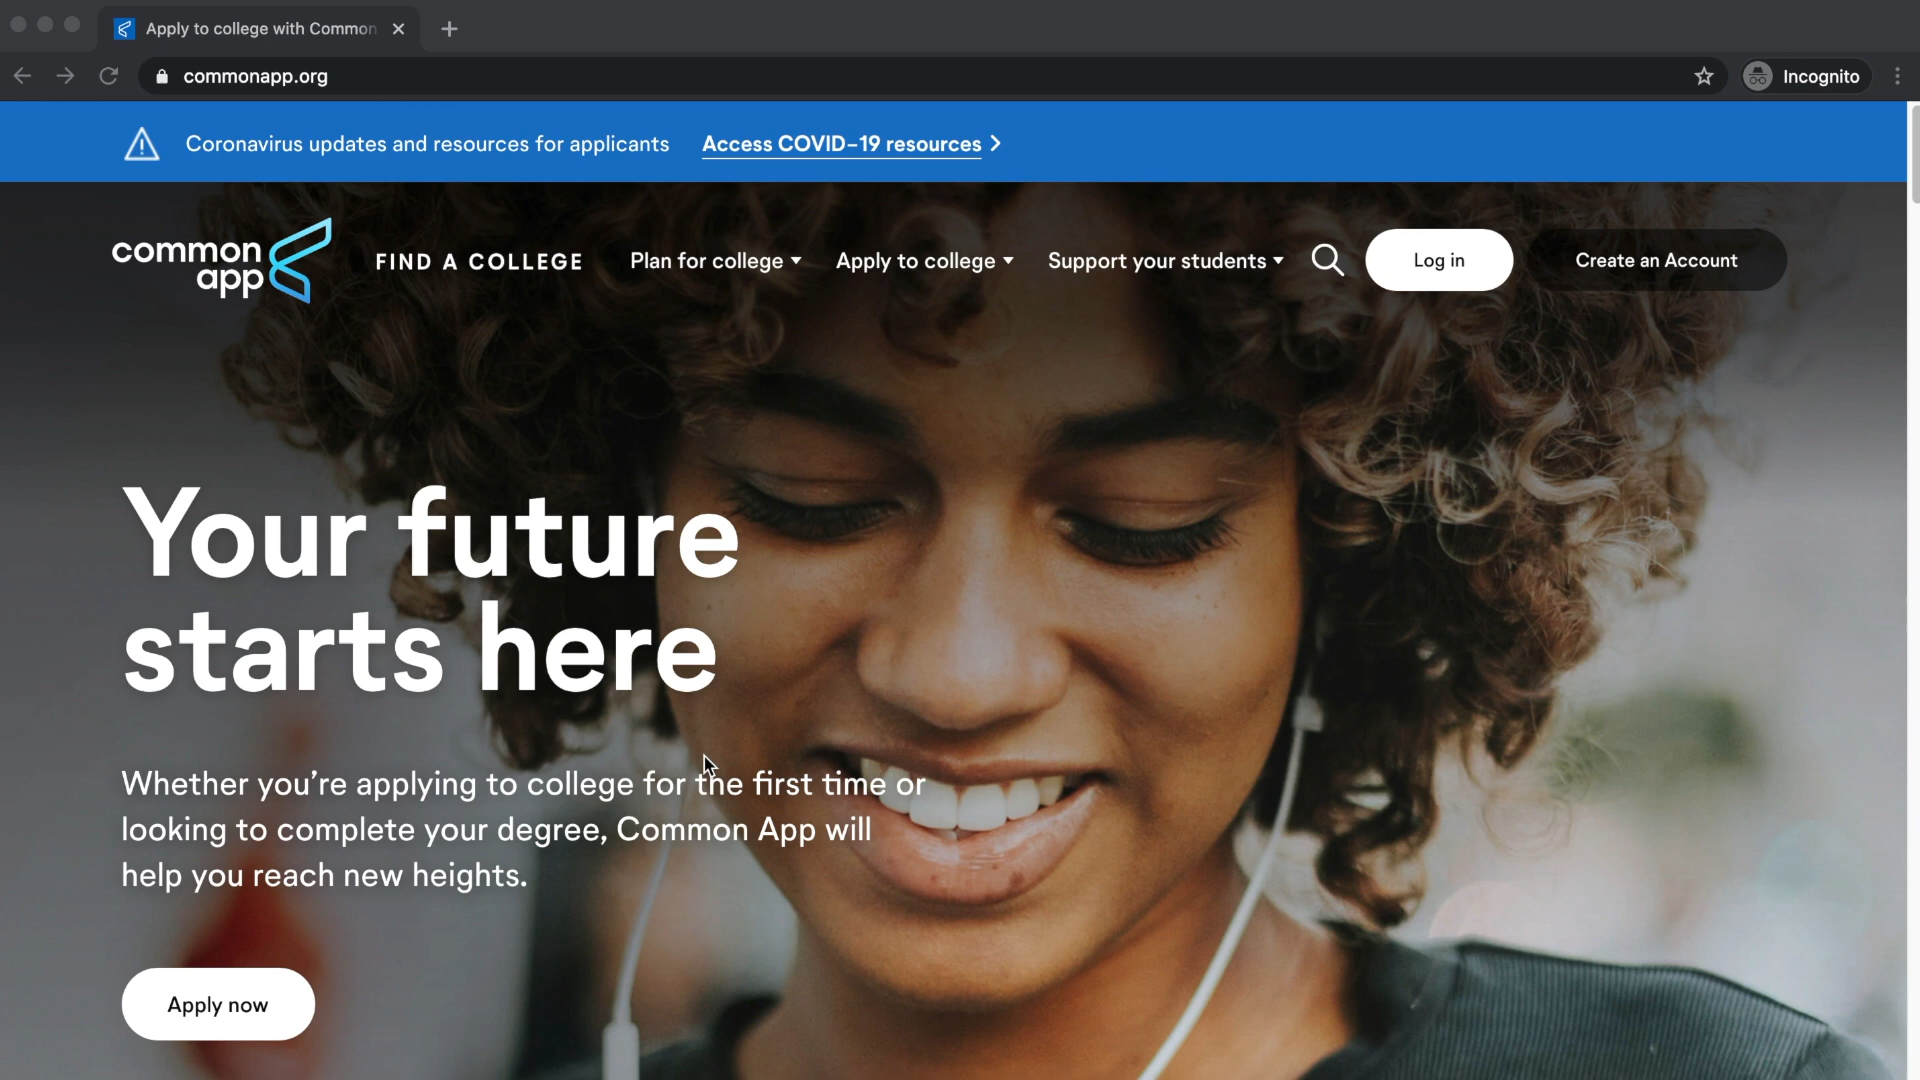 Apply to college with Common
commonapp.org
Incognito
Coronavirus updates and resources for applicants Access COVID-19 resources
common
app
FIND A COLLEGE
Plan for college
Apply to college
Support your students
Log in
Create an Account
Your future
starts here
Whether you’re applying to college for the first time or
looking to complete your degree, Common App will
help you reach new heights.
Apply now